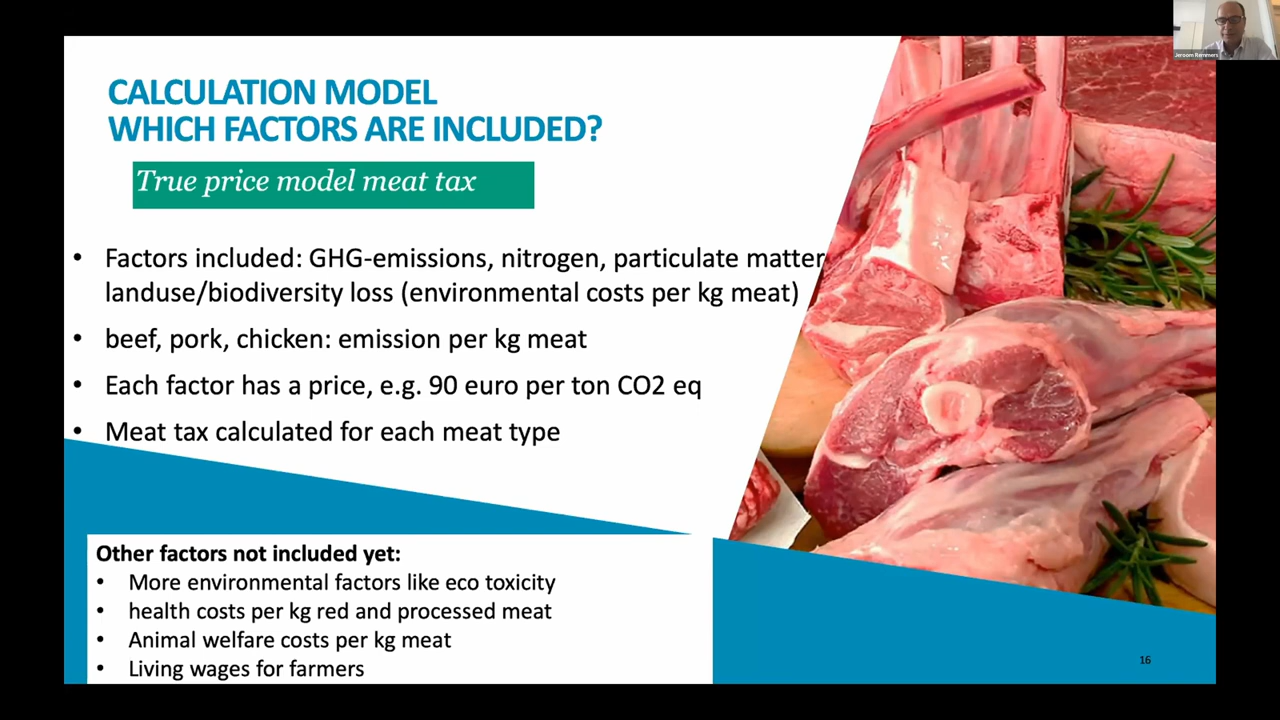 Jeroom Remmers
CALCULATION MODEL
WHICH FACTORS ARE INCLUDED?
True price model meat tax
• Factors included: GHG-emissions, nitrogen, particulate matter
landuse/biodiversity loss (environmental costs per kg meat)
• beef, pork, chicken: emission per kg meat
• Each factor has a price, e.g. 90 euro per ton CO2 eq
• Meat tax calculated for each meat type
Other factors not included yet:
• More environmental factors like eco toxicity
• health costs per kg red and processed meat
• Animal welfare costs per kg meat
• Living wages for farmers
16